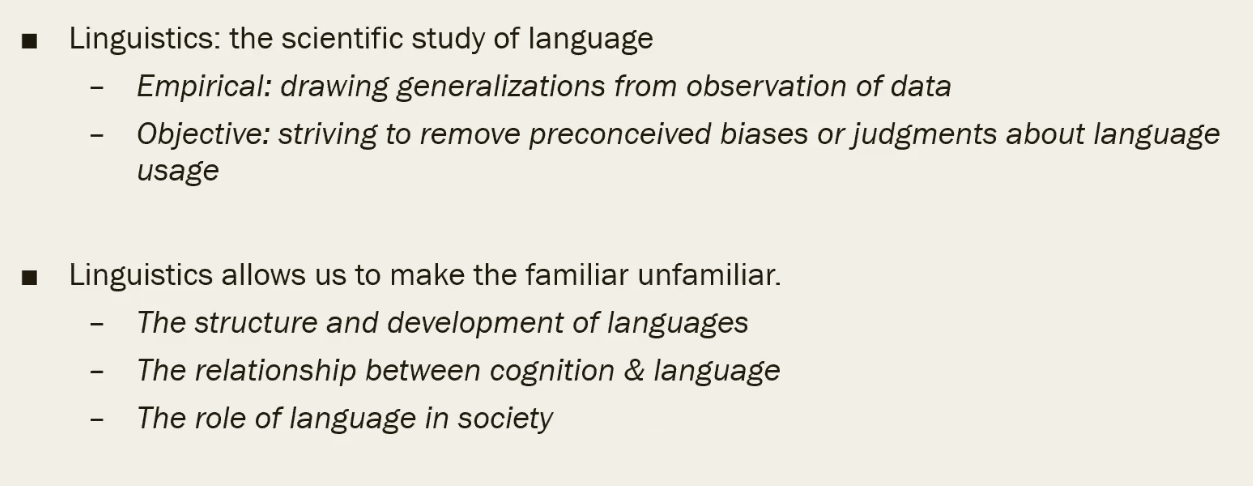 ■ Linguistics: the scientific study of language
– Empirical: drawing generalizations from observation of data
– Objective: striving to remove preconceived biases or judgments about language
usage
■ Linguistics allows us to make the familiar unfamiliar.
– The structure and development of languages
– The relationship between cognition & language
– The role of language in society